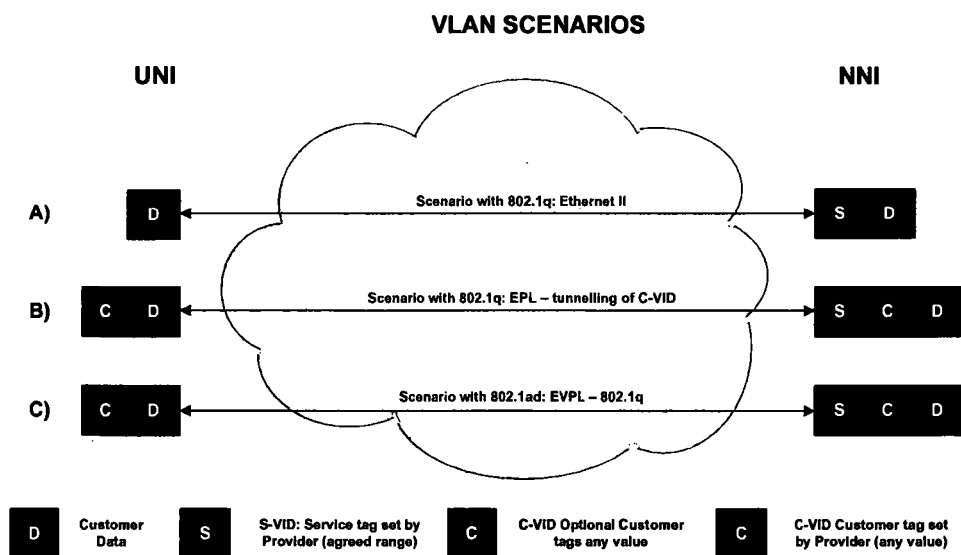 VLAN SCENARIOS
UNI
NNI
A)
D
Scenario with 802.1q: Ethernet II
S D
B)
C D
Scenario with 802.1q: EPL – tunnelling of C-VID
S C D
C)
C D
Scenario with 802.1ad: EVPL – 802.1q
S C D
D
Customer
Data
S
S-VID: Service tag set by
Provider (agreed range)
C
C-VID Optional Customer
tags any value
C
C-VID Customer tag set
by Provider (any value)